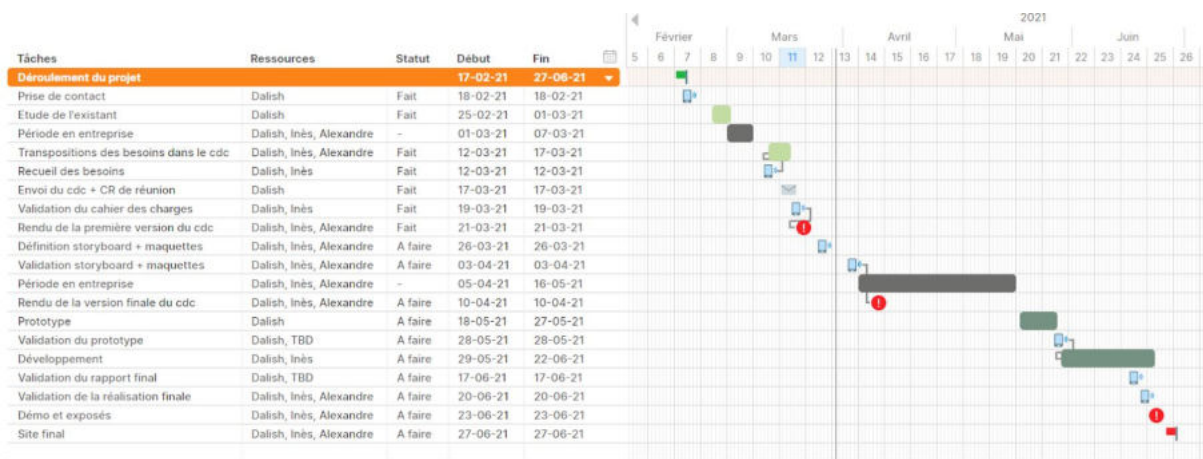 2021
Février Mars Avril Mai Juin
Tâches Ressources Statut Début Fin 5 6 7 8 9 10 11 12 13 14 15 16 17 18 19 20 21 22 23 24 25 26
Déroulement du projet 17-02-21 27-06-21
Prise de contact Dalish Fait 18-02-21 18-02-21
Etude de l'existant Dalish Fait 25-02-21 01-03-21
Période en entreprise Dalish, Inès, Alexandre - 01-03-21 07-03-21
Transpositions des besoins dans le cdc Dalish, Inès, Alexandre Fait 12-03-21 17-03-21
Recueil des besoins Dalish, Inès Fait 12-03-21 12-03-21
Envoi du cdc + CR de réunion Dalish Fait 17-03-21 17-03-21
Validation du cahier des charges Dalish, Inès Fait 19-03-21 19-03-21
Rendu de la première version du cdc Dalish, Inès, Alexandre Fait 21-03-21 21-03-21
Définition storyboard + maquettes Dalish, Inès, Alexandre A faire 26-03-21 26-03-21
Validation storyboard + maquettes Dalish, Inès, Alexandre A faire 03-04-21 03-04-21
Période en entreprise Dalish, Inès, Alexandre - 05-04-21 16-05-21
Rendu de la version finale du cdc Dalish, Inès, Alexandre A faire 10-04-21 10-04-21
Prototype Dalish A faire 18-05-21 27-05-21
Validation du prototype Dalish, TBD A faire 28-05-21 28-05-21
Développement Dalish, Inès A faire 29-05-21 22-06-21
Validation du rapport final Dalish, TBD A faire 17-06-21 17-06-21
Validation de la réalisation finale Dalish, Inès, Alexandre A faire 20-06-21 20-06-21
Démo et exposés Dalish, Inès, Alexandre A faire 23-06-21 23-06-21
Site final Dalish, Inès, Alexandre A faire 27-06-21 27-06-21